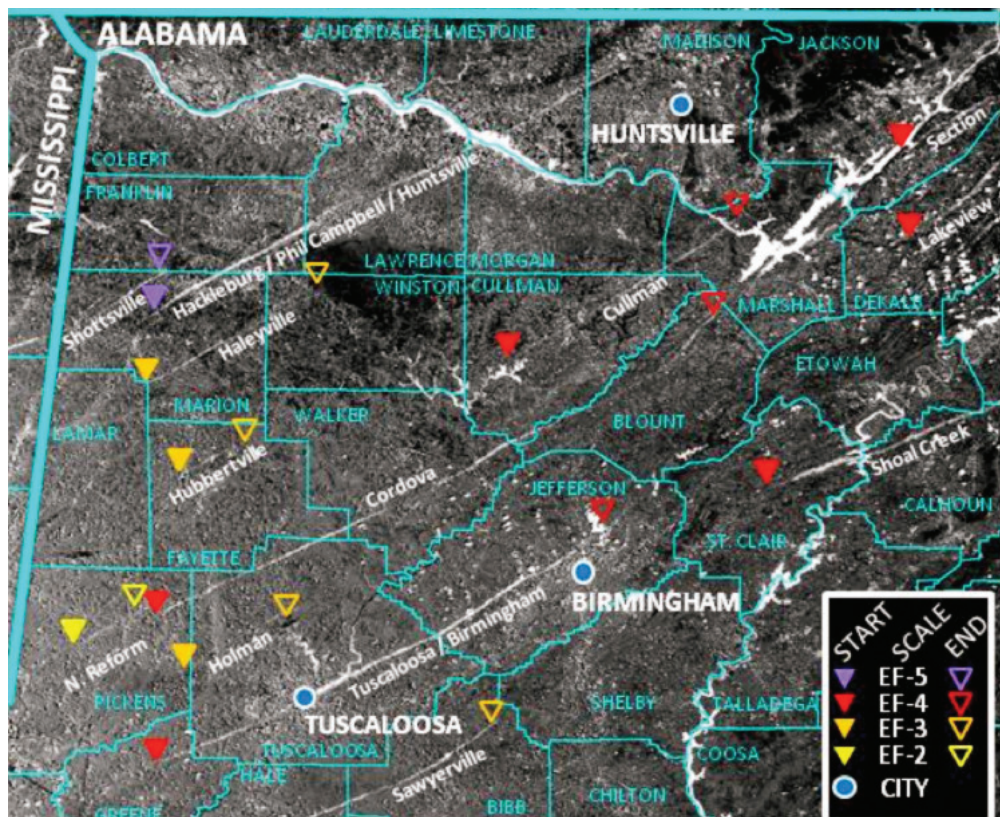 ALABAMA
LAUDERDALE
LIMESTONE
MADISON
JACKSON
MISSISSIPPI
HUNTSVILLE
Section
COLBERT
FRANKLIN
Hackleburg / Phil Campbell / Huntsville
Lakeview
LAWRENCE
MORGAN
WINSTON
CULLMAN
Cullman
MARSHALL
DEKALB
Shottsville
Haleyville
ETOWAH
MARION
WALKER
BLOUNT
LAMAR
Hubbertville
Cordova
JEFFERSON
Shoal Creek
CALHOUN
FAYETTE
ST. CLAIR
BIRMINGHAM
N. Reform
Holman
Tuscaloosa / Birmingham
PICKENS
TUSCALOOSA
SHELBY
TALLADEGA
TUSCALOOSA
HALE
COOSA
Sawyerville
GREENE
BIBB
CHILTON
START SCALE END
EF-5
EF-4
EF-3
EF-2
CITY